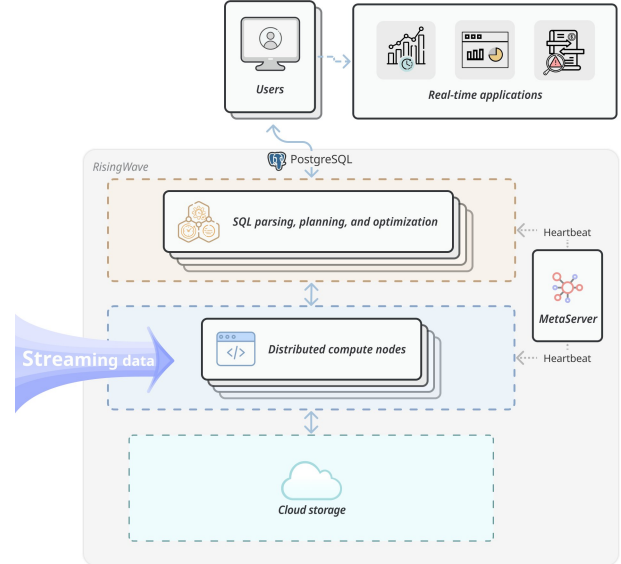 Users
Real-time applications
PostgreSQL
RisingWave
SQL parsing, planning, and optimization
Heartbeat
MetaServer
Heartbeat
Streaming data
Distributed compute nodes
Cloud storage